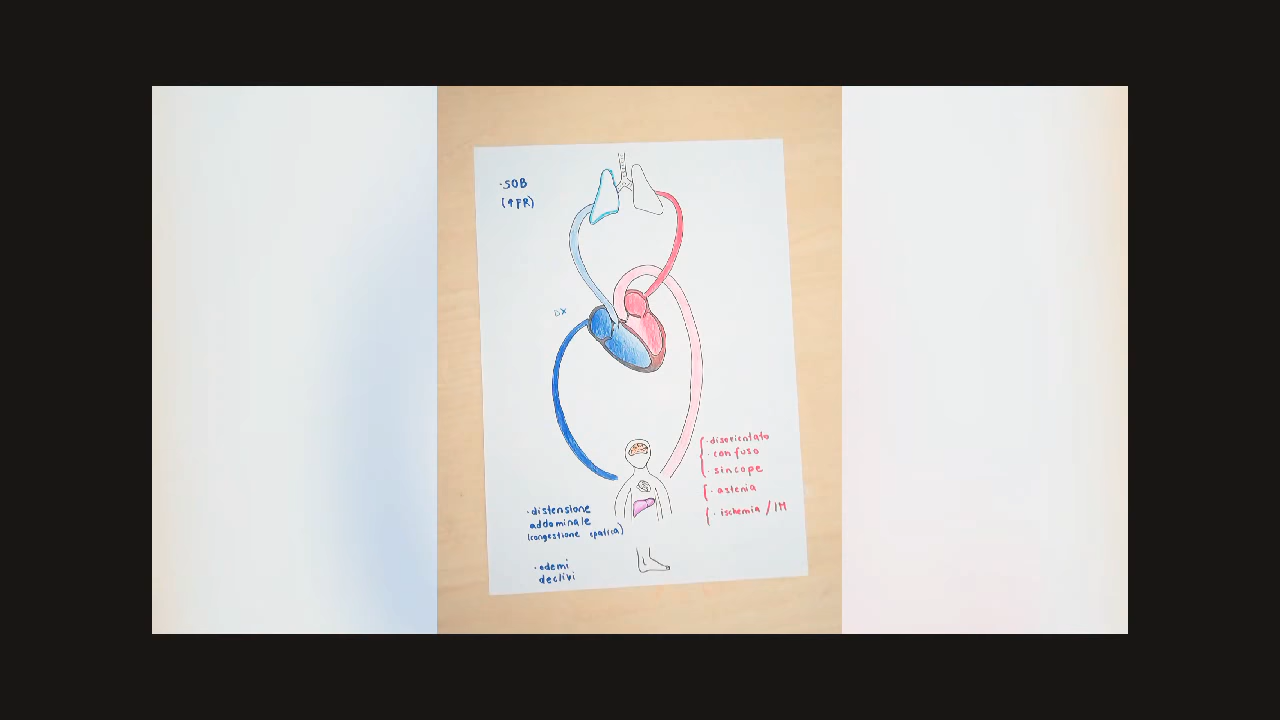 ·SOB
(↑FR)
DX
·disorientato
·confuso
·sincope
·astenia
·ischemia / IM
·distensione
addominale
(congestione epatica)
·edemi
declivi